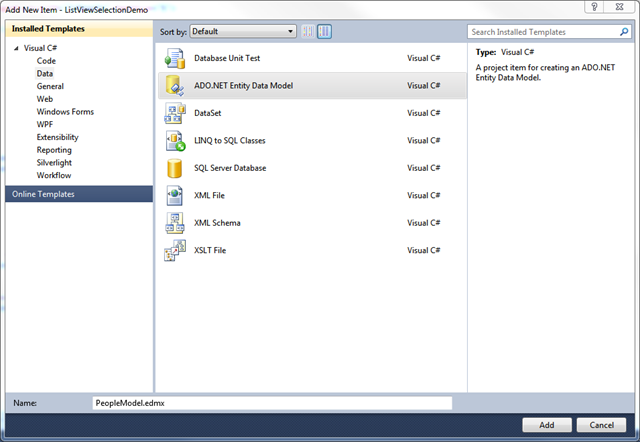 Add New Item - ListViewSelectionDemo
Installed Templates
Visual C#
Code
Data
General
Web
Windows Forms
WPF
Extensibility
Reporting
Silverlight
Workflow
Online Templates
Sort by: Default
Database Unit Test Visual C#
ADO.NET Entity Data Model Visual C#
DataSet Visual C#
LINQ to SQL Classes Visual C#
SQL Server Database Visual C#
XML File Visual C#
XML Schema Visual C#
XSLT File Visual C#
Search Installed Templates
Type: Visual C#
A project item for creating an ADO.NET
Entity Data Model.
Name: PeopleModel.edmx
Add Cancel